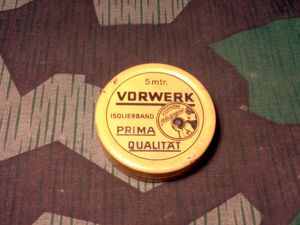 5 mtr.
VORWERK
ISOLIERBAND
PRIMA
QUALITÄT